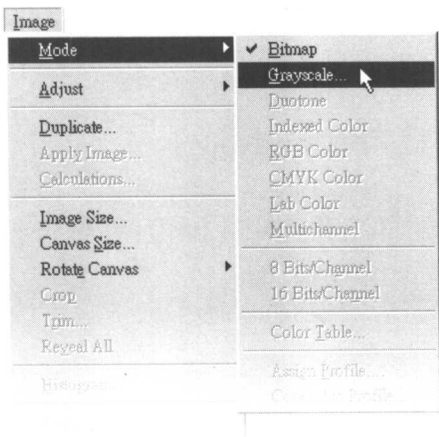 Image
Mode
Adjust
Duplicate...
Apply Image...
Calculations...
Image Size...
Canvas Size...
Rotate Canvas
Crop
Trim...
Reveal All
Histogram...
Bitmap
Grayscale...
Duotone
Indexed Color
RGB Color
CMYK Color
Lab Color
Multichannel
8 Bits/Channel
16 Bits/Channel
Color Table...
Assign Profile...
Profile...